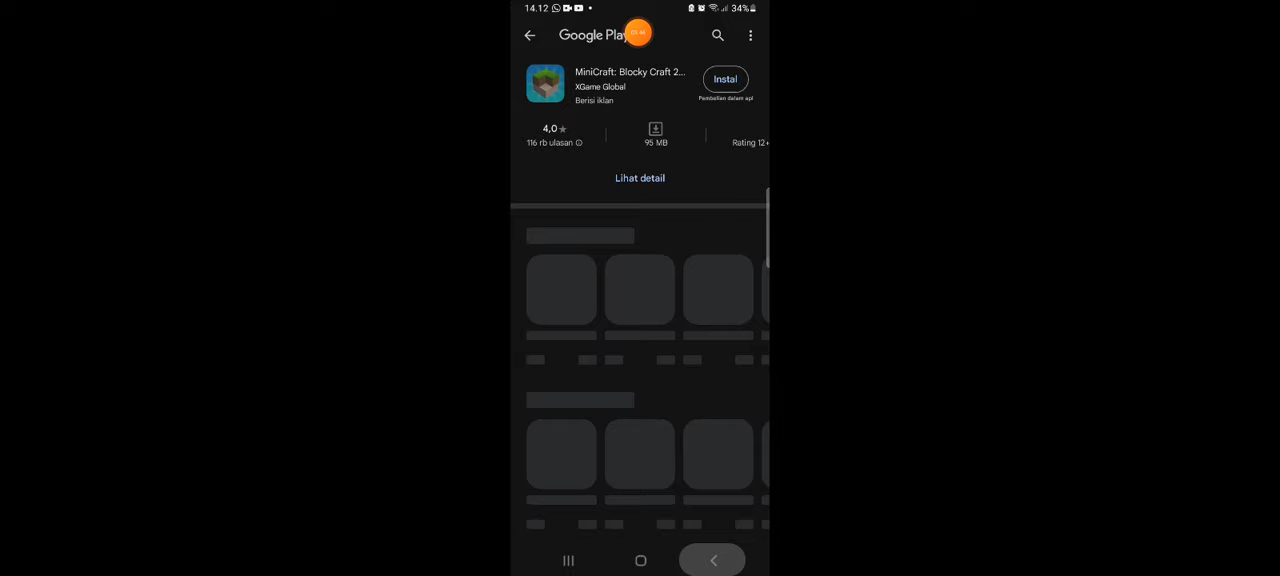 14.12 34%
Google Play
MiniCraft: Blocky Craft 2...
Instal
XGame Global
Pembelian dalam apl
Berisi iklan
4,0★
116 rb ulasan
95 MB
Rating 12+
Lihat detail